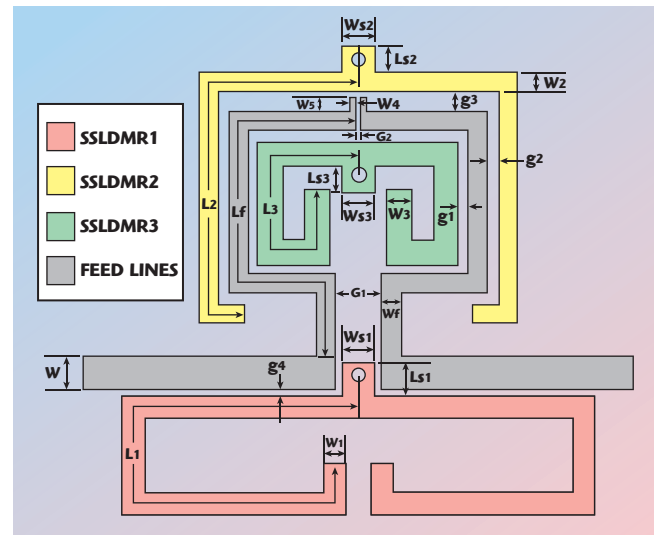 Ws2
Ls2
W2
W5
W4
g3
G2
SSLDMR1
SSLDMR2
SSLDMR3
FEED LINES
L2
Lf
L3
Ls3
Ws3
W3
g1
g2
G1
Wf
Ws1
W
g4
Ls1
L1
W1